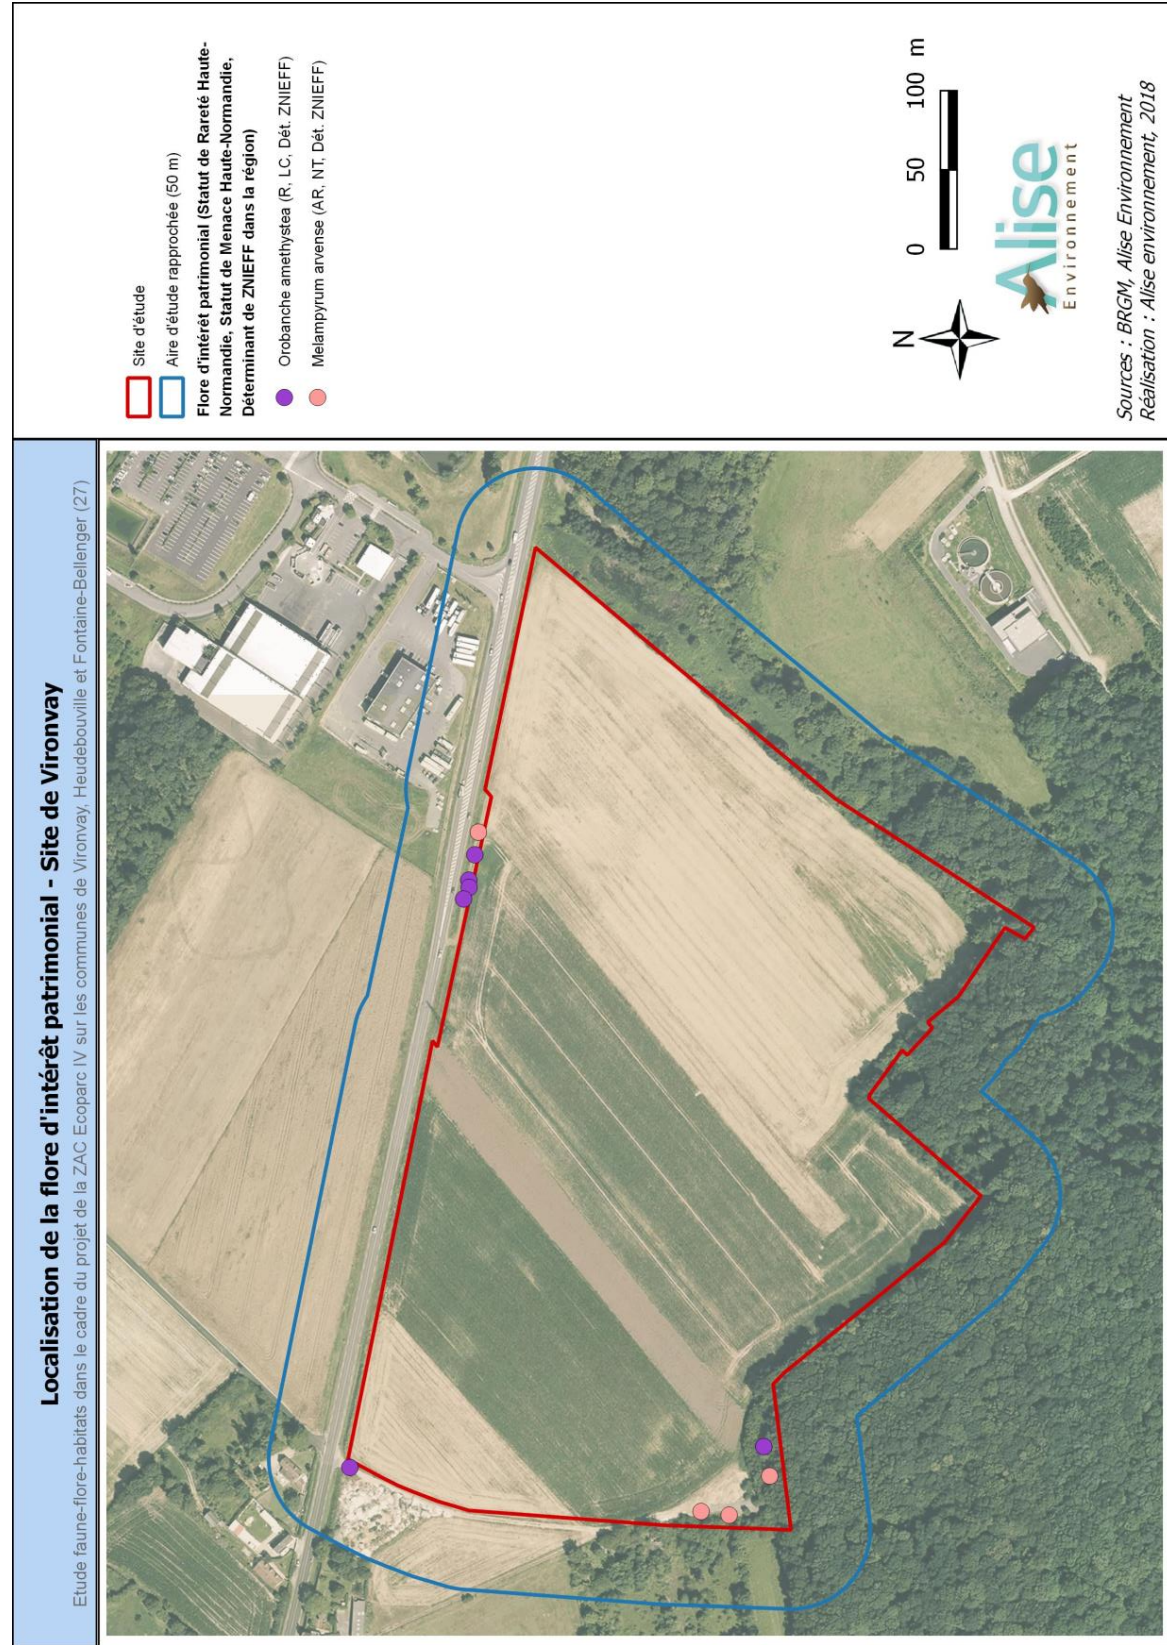 Localisation de la flore d'intérêt patrimonial - Site de Vironvay
Etude faune-flore-habitats dans le cadre du projet de la ZAC Ecoparc IV sur les communes de Vironvay, Heudebouville et Fontaine-Bellenger (27)
Site d'étude
Aire d'étude rapprochée (50 m)
Flore d'intérêt patrimonial (Statut de Rareté Haute-
Normandie, Statut de Menace Haute-Normandie,
Déterminant de ZNIEFF dans la région)
Orobanche amethystea (R, LC, Dét. ZNIEFF)
Melampyrum arvense (AR, NT, Dét. ZNIEFF)
N
0 50 100 m
Alise
Environnement
Sources : BRGM, Alise Environnement
Réalisation : Alise environnement, 2018